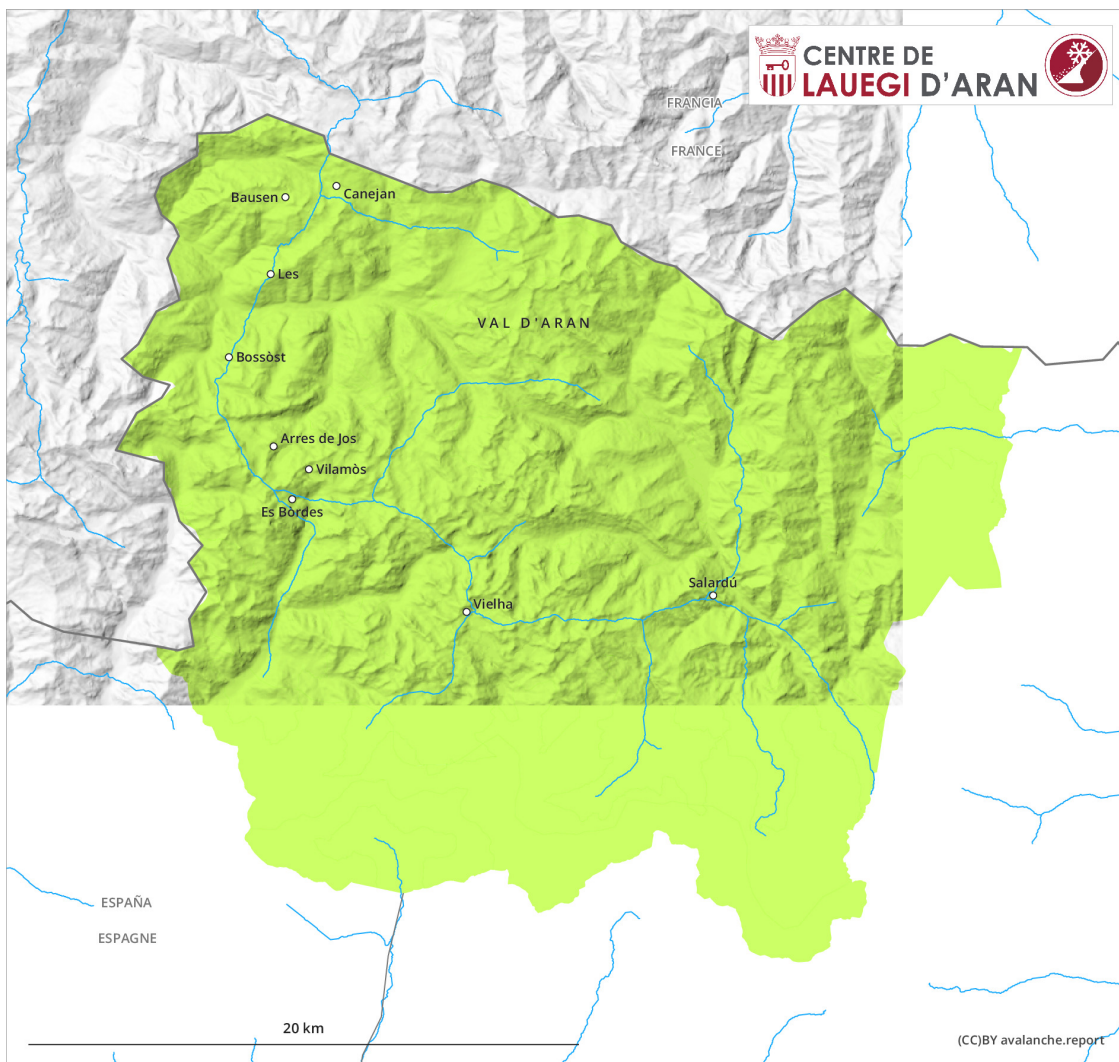 CENTRE DE
LAUEGI D'ARAN
FRANCIA
FRANCE
Canejan
Bausen
Les
VAL D'ARAN
Bossòst
Arres de Jos
Vilamòs
Es Bòrdes
Salardú
Vielha
ESPAÑA
ESPAGNE
20 km
(CC)BY avalanche.report